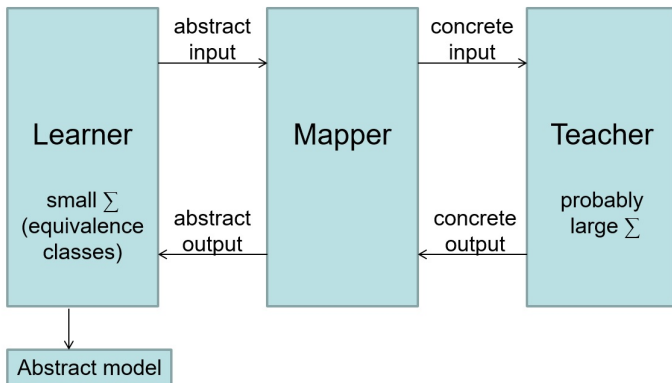 abstract
input
concrete
input
Learner
Mapper
Teacher
small ∑
(equivalence
classes)
abstract
output
concrete
output
probably
large ∑
Abstract model